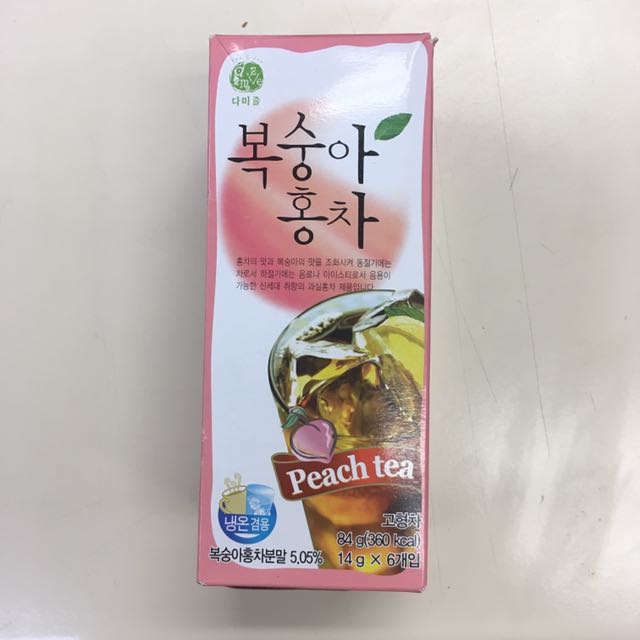 다미즐
복숭아
홍차
홍차의 맛과 복숭아의 맛을 조화시켜 동절기에는
차로서 하절기에는 음료나 아이스티로서 음용이
가능한 신세대 취향의 과실홍차 제품입니다.
Peach tea
냉온겸용
고형차
84 g(360 kcal)
복숭아홍차분말 5.05% 14 g × 6개입